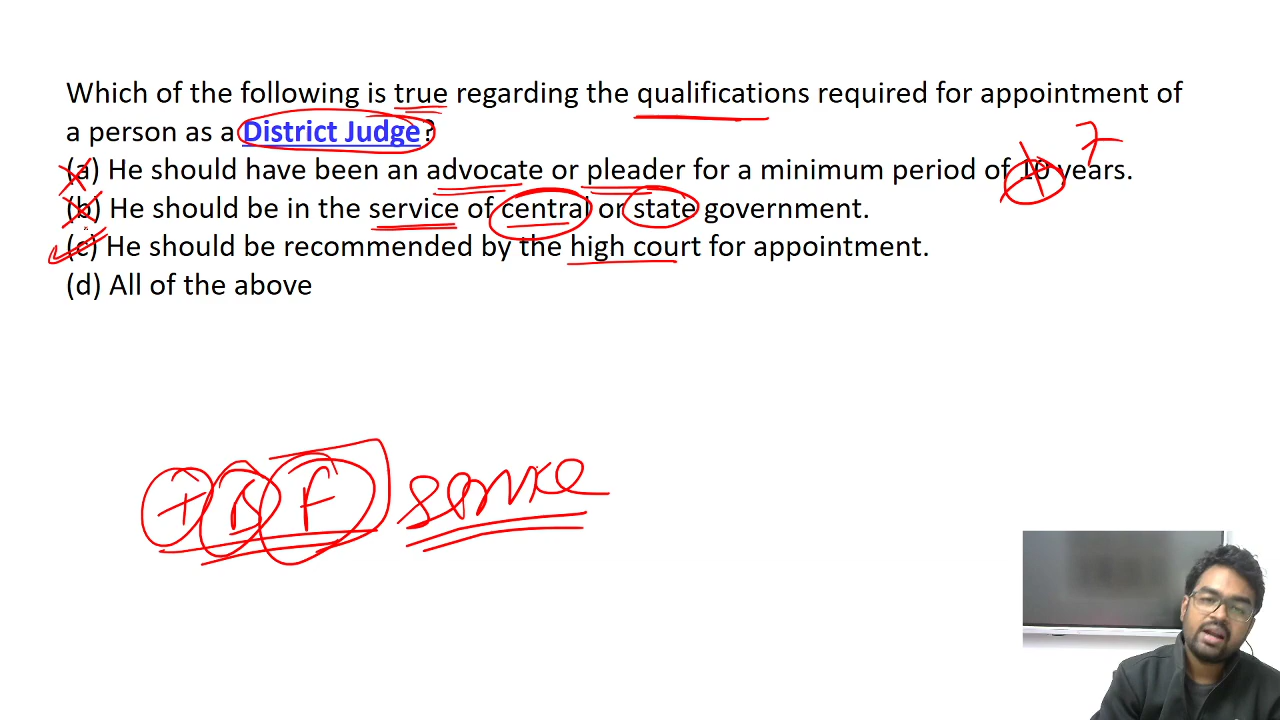 Which of the following is true regarding the qualifications required for appointment of
a person as a District Judge?
7
(a) He should have been an advocate or pleader for a minimum period of 10 years.
(b) He should be in the service of central or state government.
(c) He should be recommended by the high court for appointment.
(d) All of the above
service